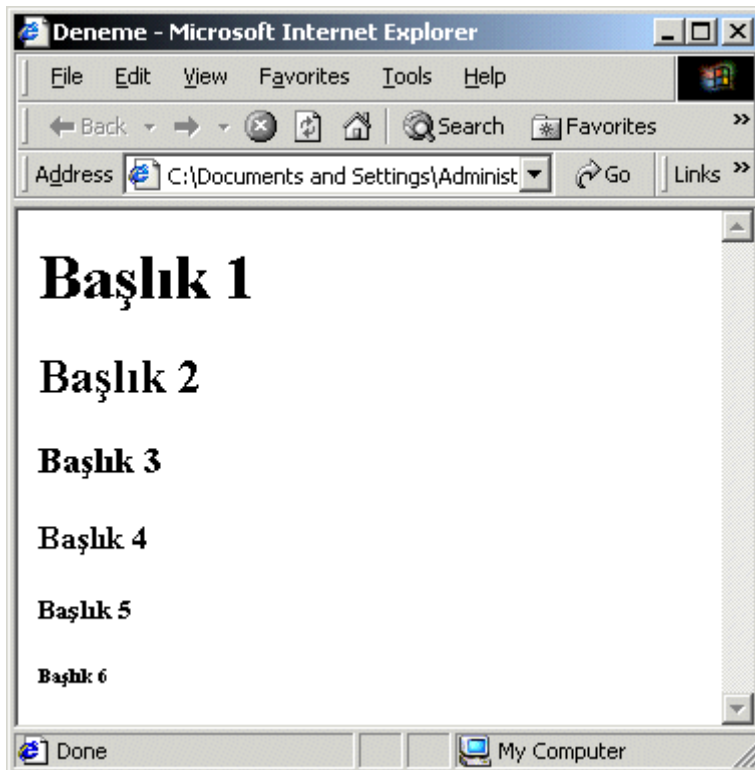 Deneme - Microsoft Internet Explorer
File Edit View Favorites Tools Help
Back Search Favorites »
Address C:\Documents and Settings\Administ Go Links »
Başlık 1
Başlık 2
Başlık 3
Başlık 4
Başlık 5
Başlık 6
Done My Computer